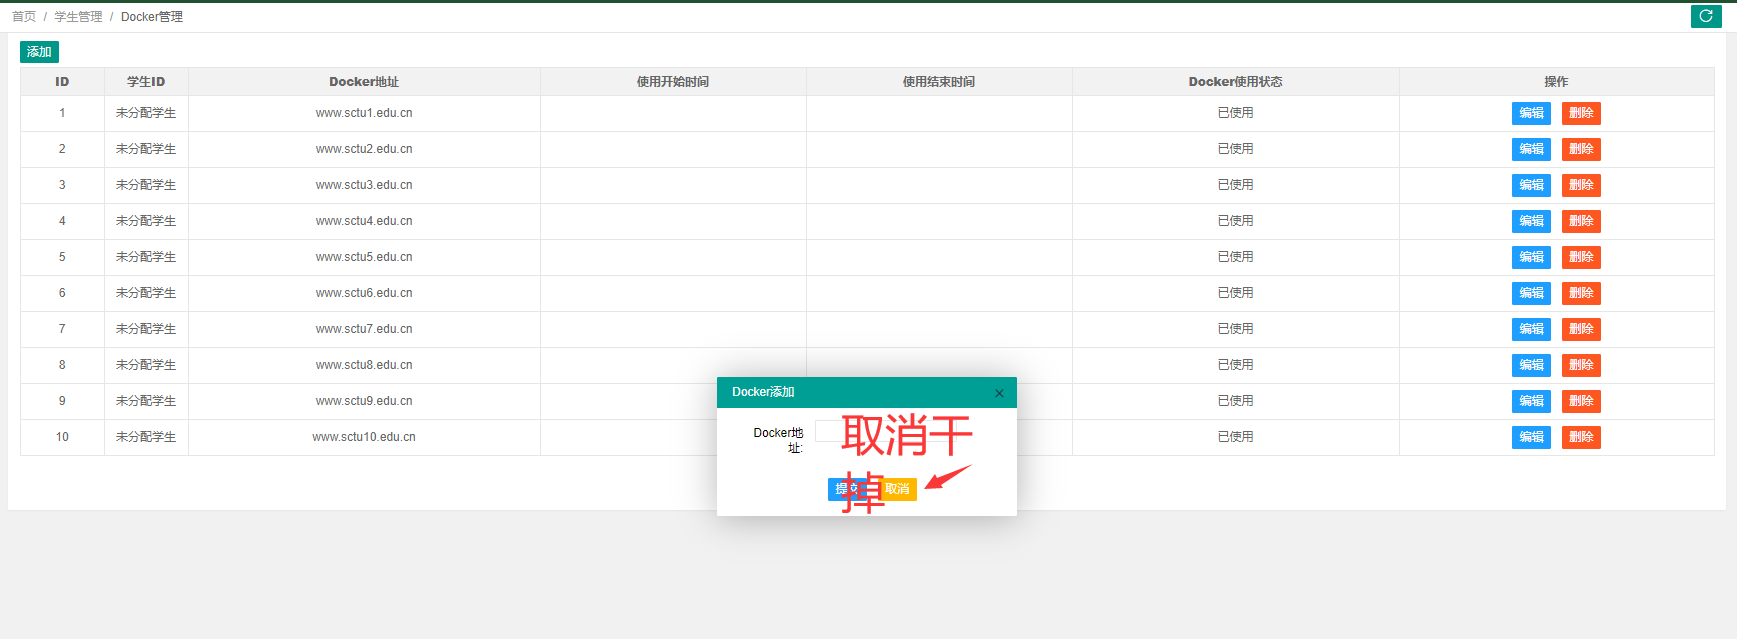 首页 / 学生管理 / Docker管理
添加
ID 学生ID Docker地址 使用开始时间 使用结束时间 Docker使用状态 操作
1 未分配学生 www.sctu1.edu.cn 已使用 编辑 删除
2 未分配学生 www.sctu2.edu.cn 已使用 编辑 删除
3 未分配学生 www.sctu3.edu.cn 已使用 编辑 删除
4 未分配学生 www.sctu4.edu.cn 已使用 编辑 删除
5 未分配学生 www.sctu5.edu.cn 已使用 编辑 删除
6 未分配学生 www.sctu6.edu.cn 已使用 编辑 删除
7 未分配学生 www.sctu7.edu.cn 已使用 编辑 删除
8 未分配学生 www.sctu8.edu.cn 已使用 编辑 删除
9 未分配学生 www.sctu9.edu.cn 已使用 编辑 删除
10 未分配学生 www.sctu10.edu.cn 已使用 编辑 删除
Docker添加
Docker地
址:
取消干
掉
提交 取消